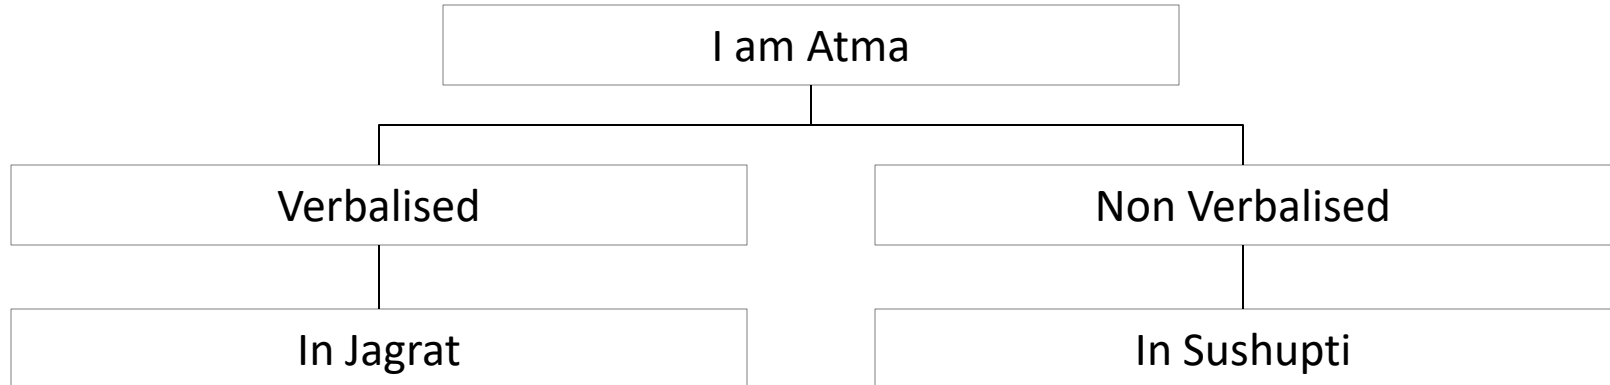 I am Atma
Verbalised
Non Verbalised
In Jagrat
In Sushupti